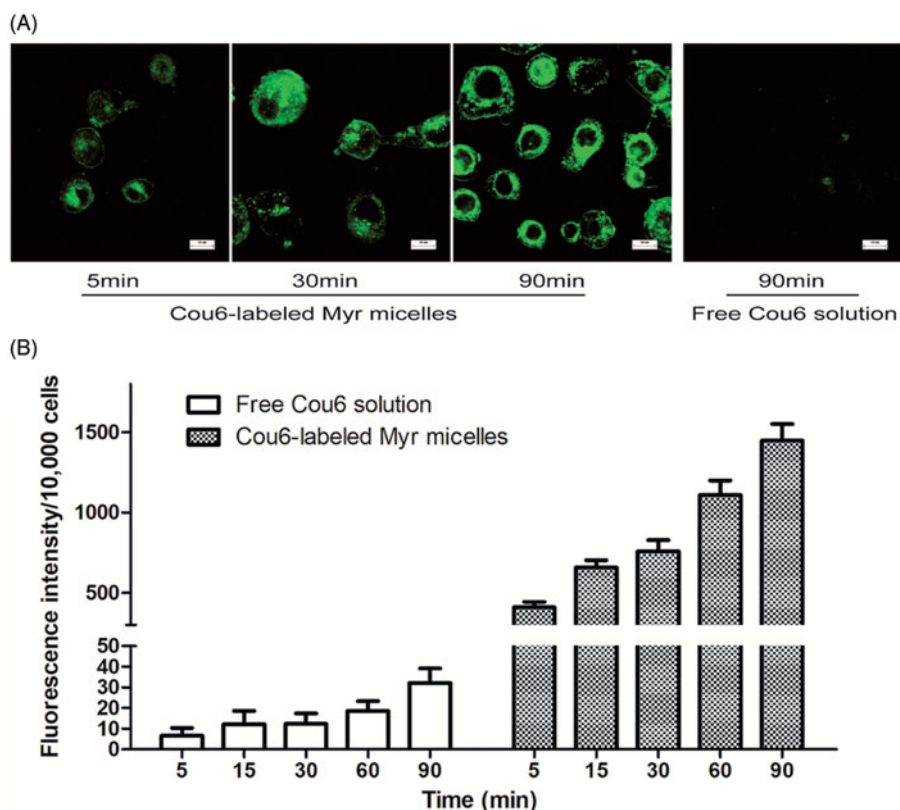 (A)
5min 30min 90min 90min
Cou6-labeled Myr micelles Free Cou6 solution
(B)
Fluorescence intensity/10,000 cells
Free Cou6 solution
Cou6-labeled Myr micelles
1500
1000
500
50
40
30
20
10
0
5 15 30 60 90 5 15 30 60 90
Time (min)